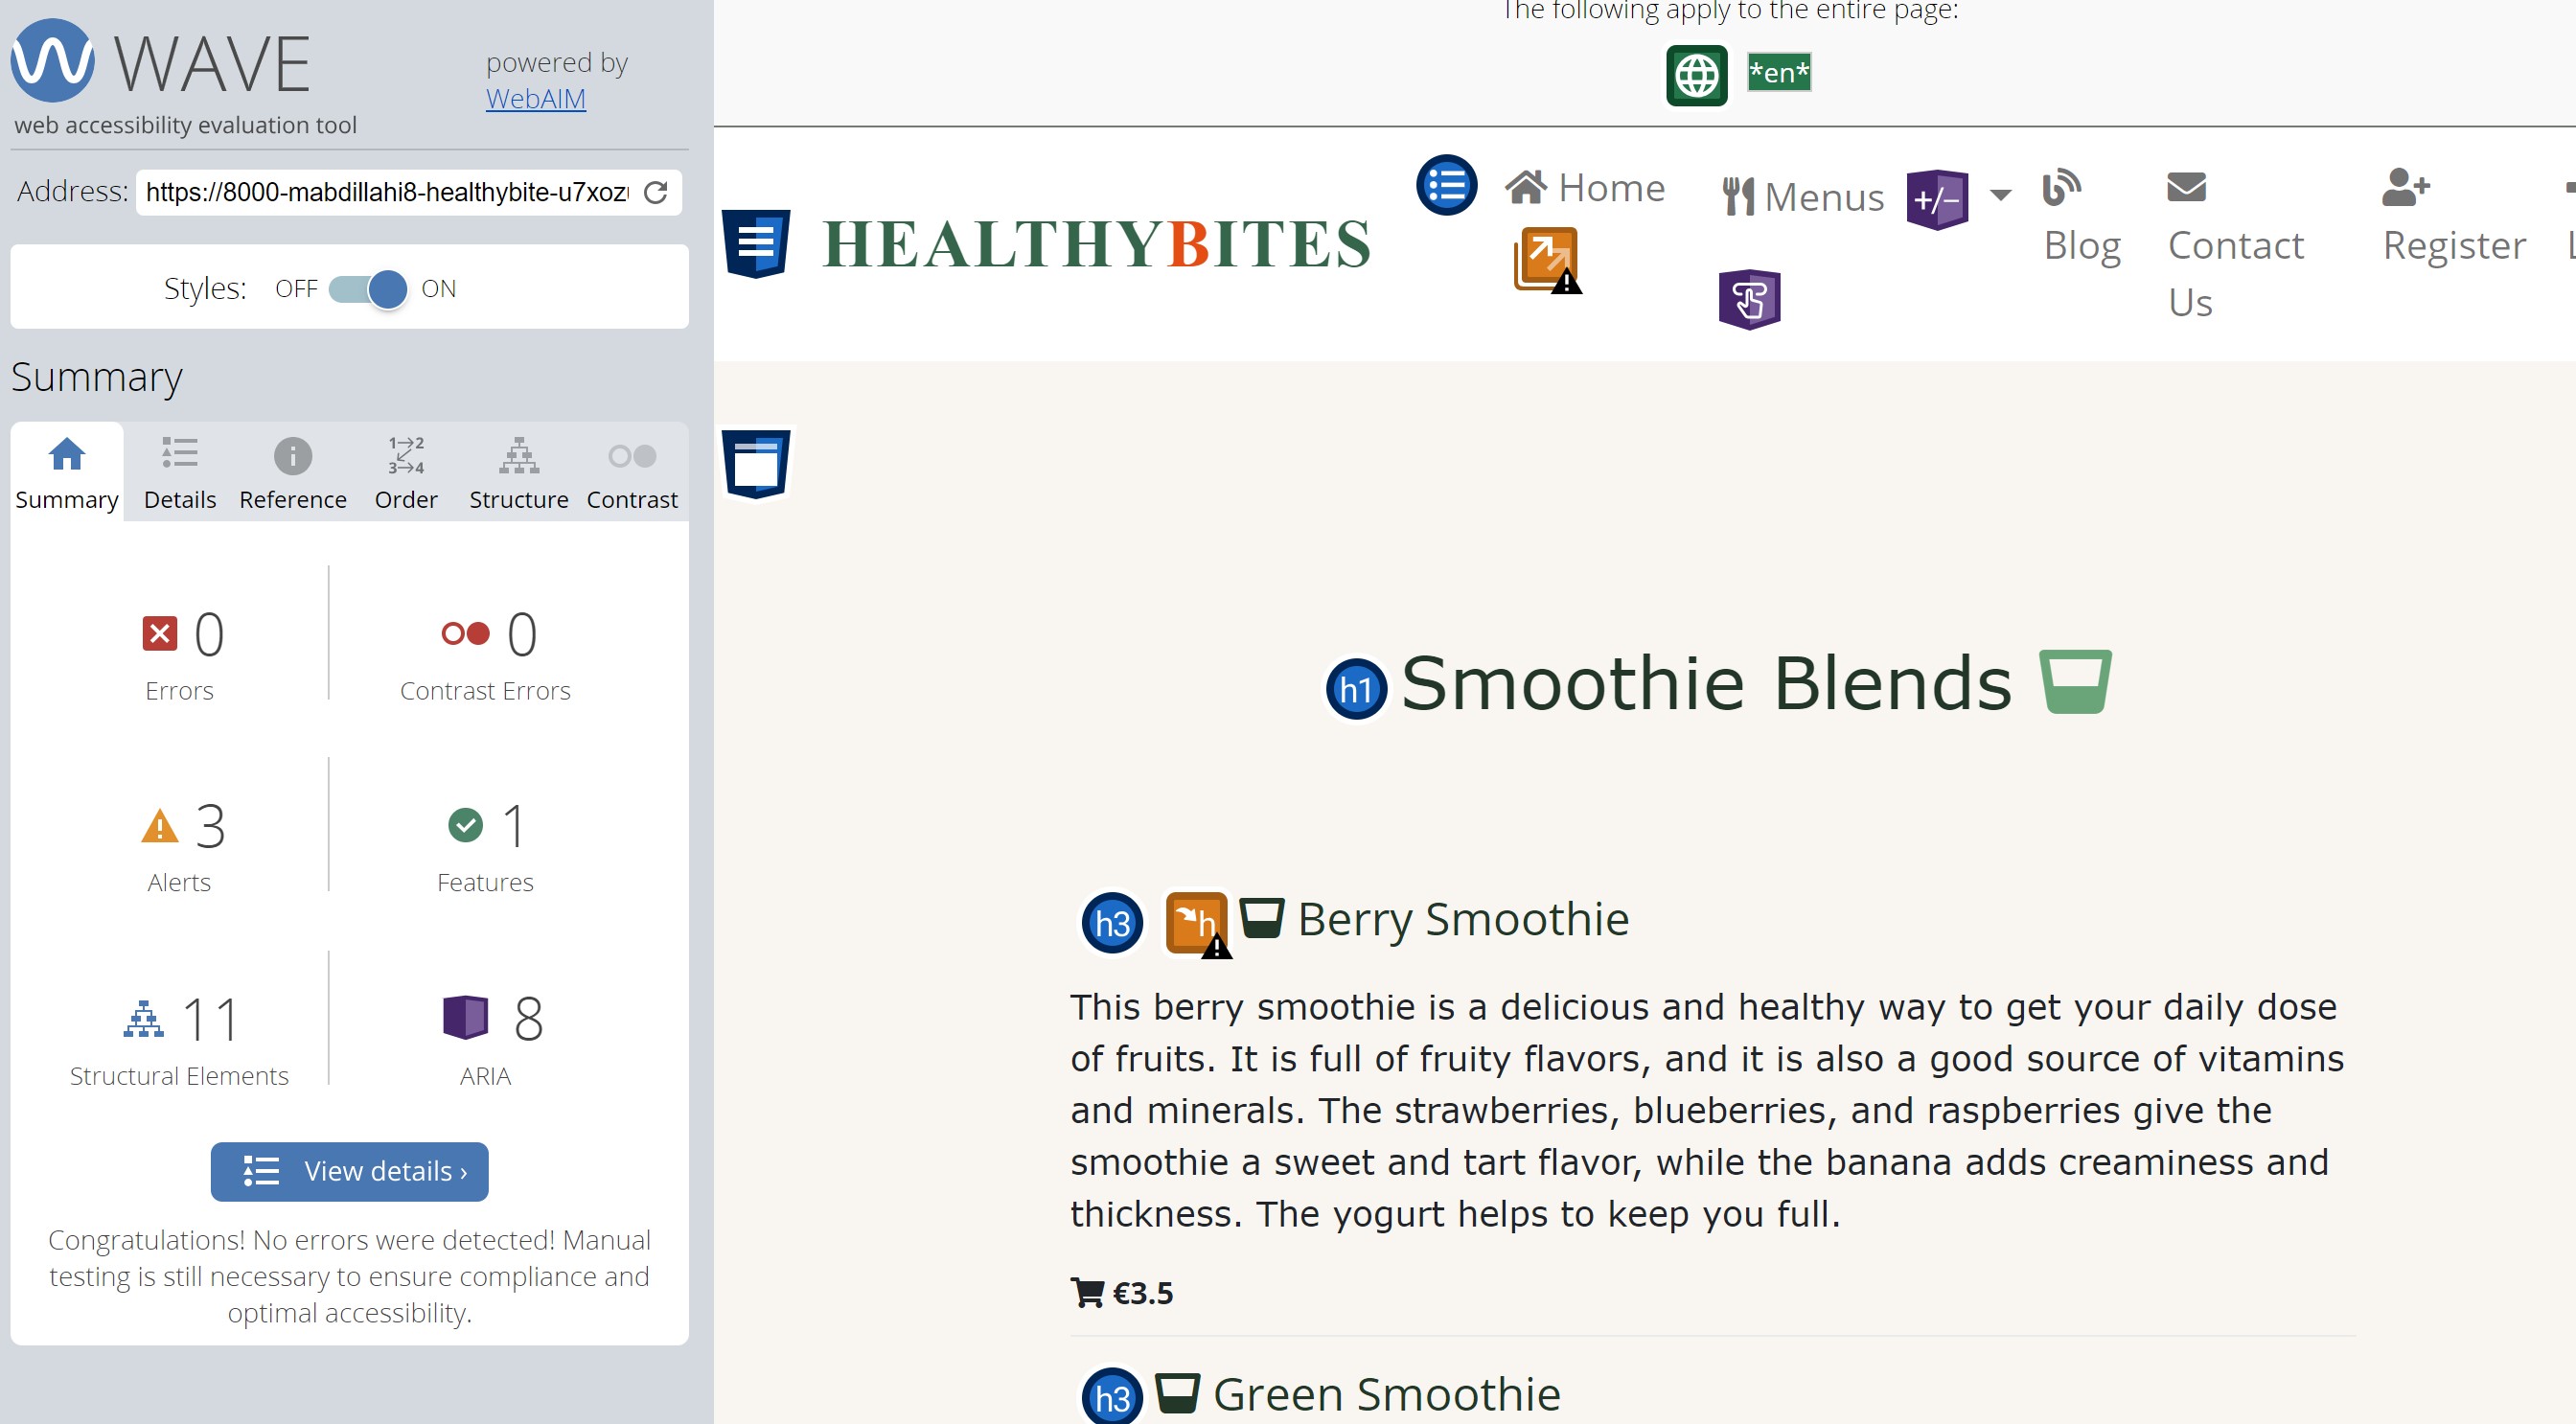 WAVE
powered by
WebAIM
web accessibility evaluation tool
Address: https://8000-mabdillahi8-healthybite-u7xoz
Styles: OFF ON
Summary
Summary Details Reference Order Structure Contrast
0 Errors
0 Contrast Errors
3 Alerts
1 Features
11 Structural Elements
8 ARIA
View details ›
Congratulations! No errors were detected! Manual
testing is still necessary to ensure compliance and
optimal accessibility.
The following apply to the entire page:
*en*
HEALTHYBITES
Home
Menus
+/−
Blog
Contact
Us
Register
h1 Smoothie Blends
h3 h Berry Smoothie
This berry smoothie is a delicious and healthy way to get your daily dose
of fruits. It is full of fruity flavors, and it is also a good source of vitamins
and minerals. The strawberries, blueberries, and raspberries give the
smoothie a sweet and tart flavor, while the banana adds creaminess and
thickness. The yogurt helps to keep you full.
€3.5
h3 Green Smoothie